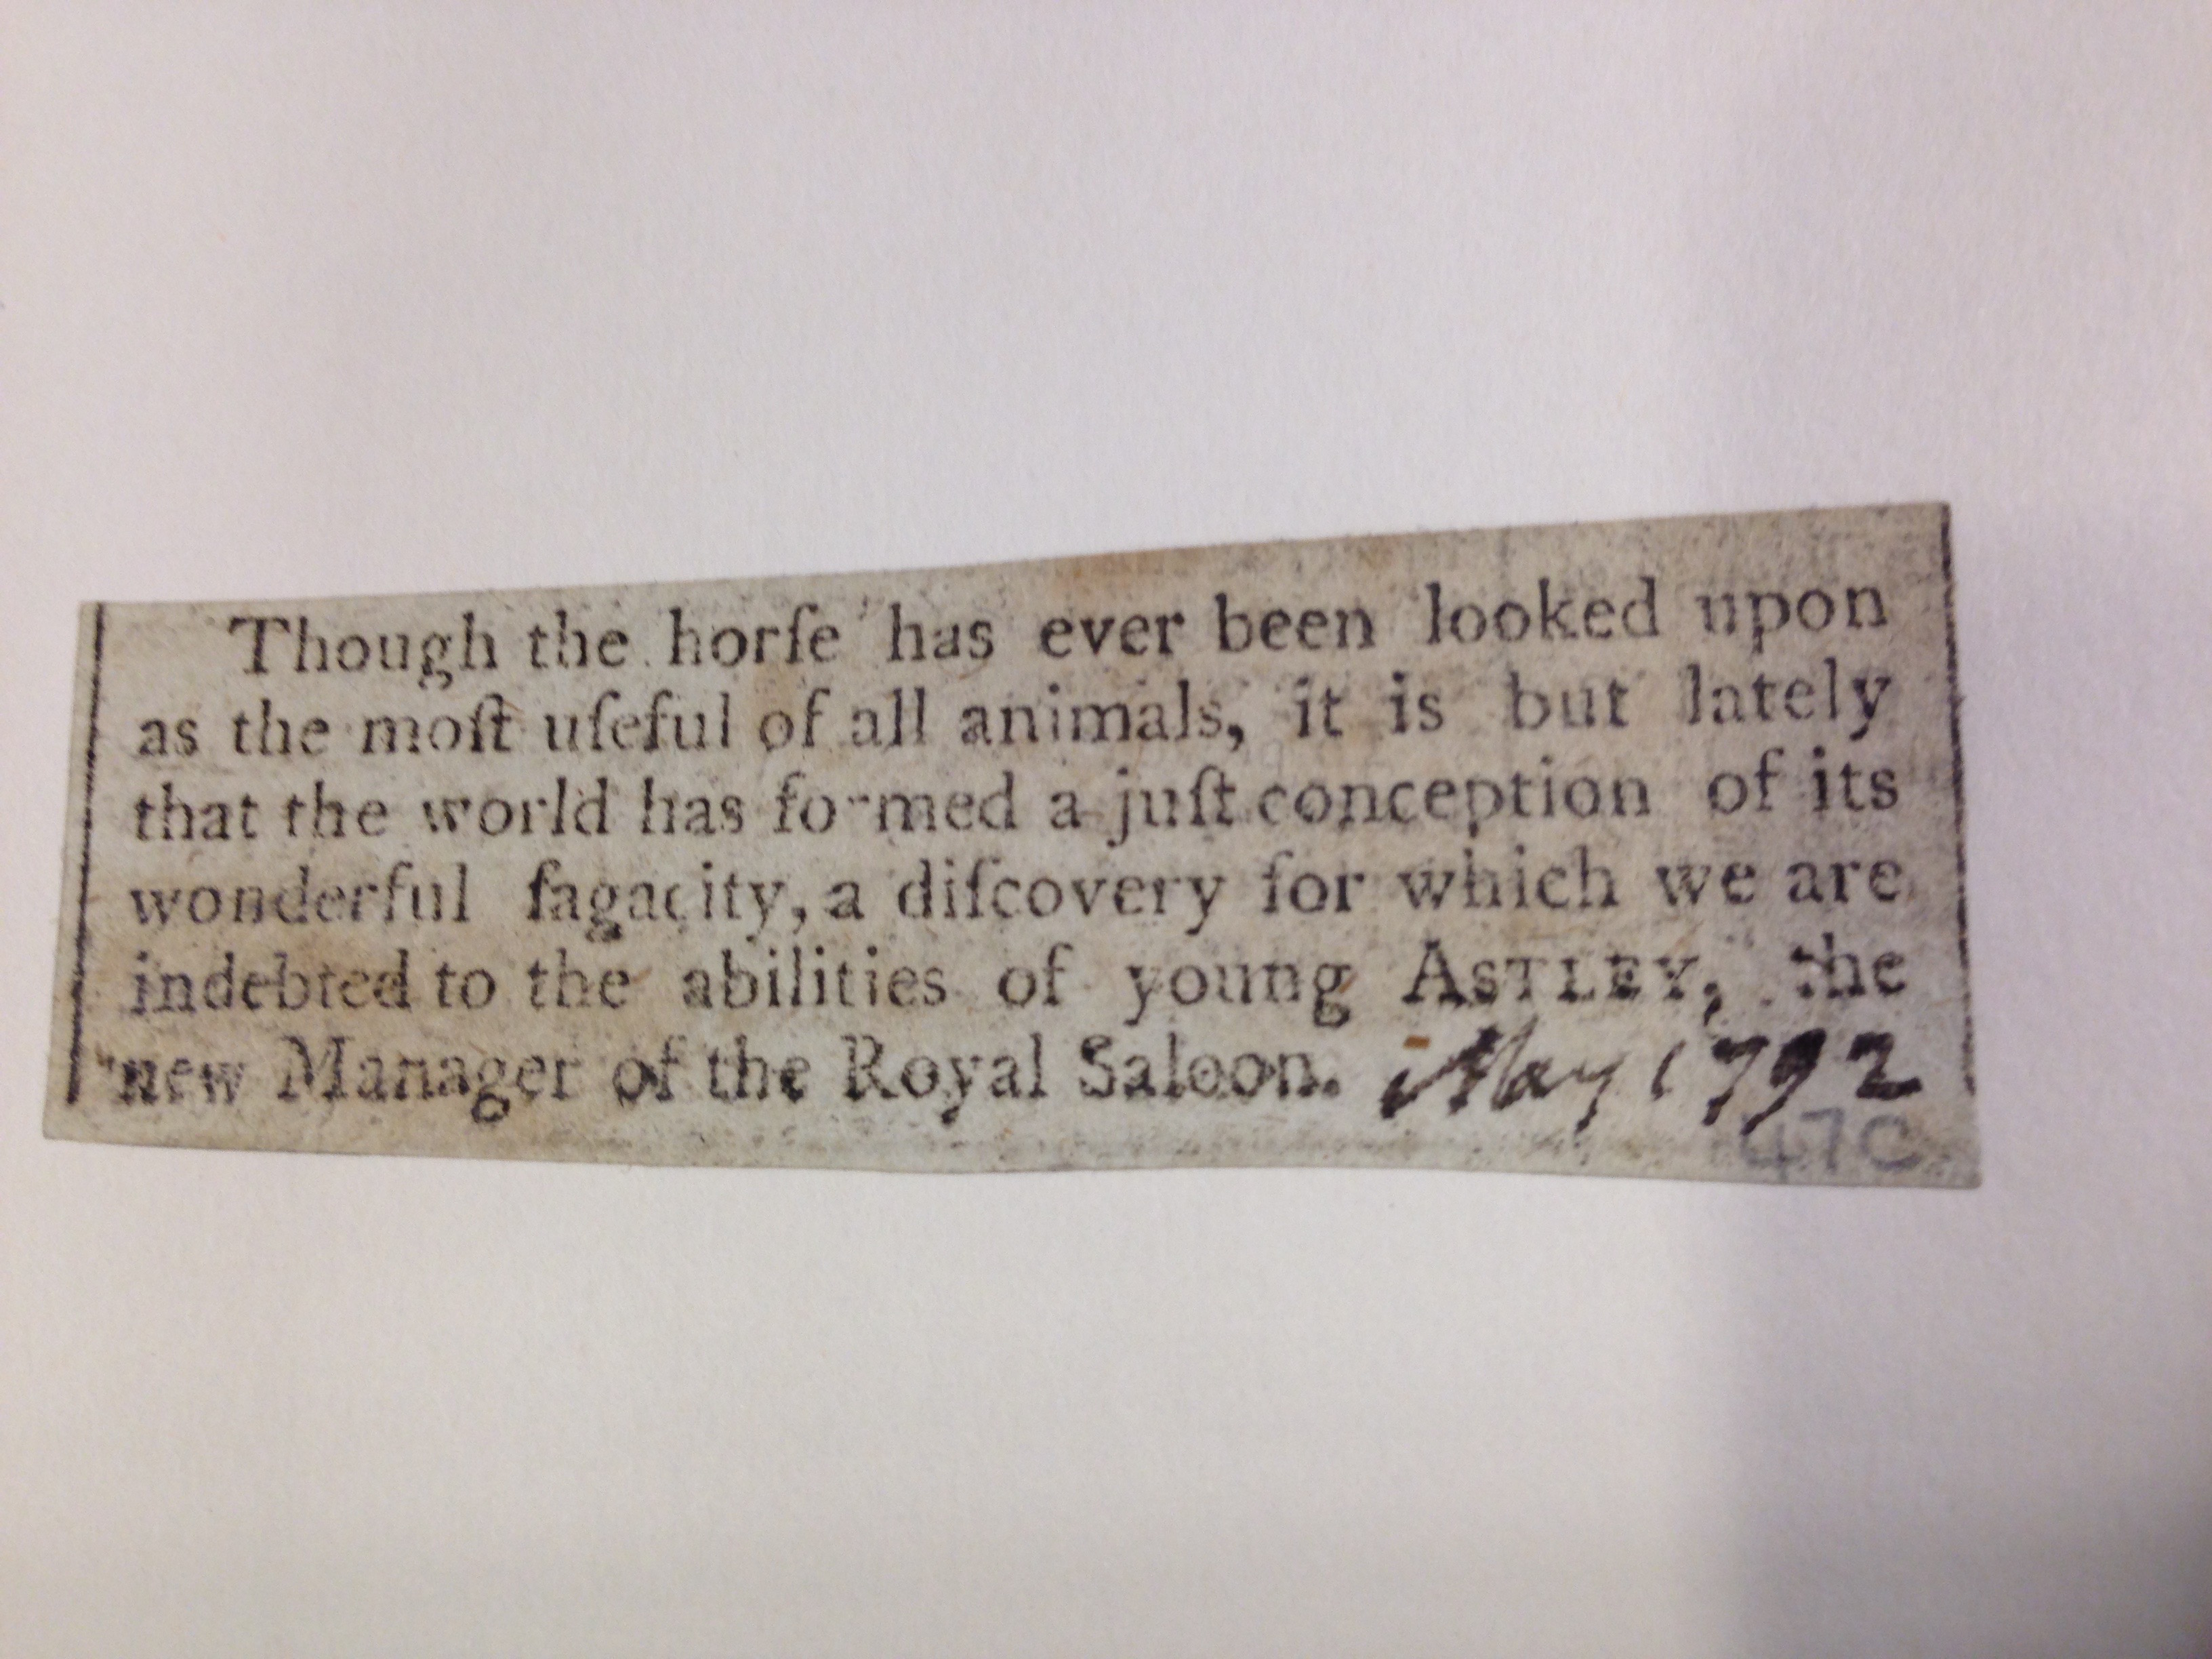 Though the horſe has ever been looked upon
as the moſt uſeful of all animals, it is but lately
that the world has formed a juſt conception of its
wonderful ſagacity, a diſcovery for which we are
indebted to the abilities of young ASTLEY, the
new Manager of the Royal Saloon. May 1792
47C